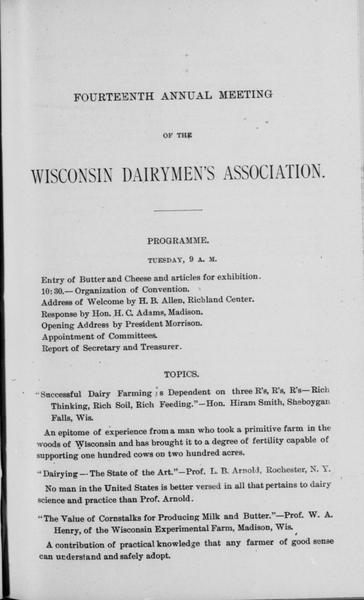 FOURTEENTH ANNUAL MEETING
OF THE
WISCONSIN DAIRYMEN'S ASSOCIATION.
PROGRAMME.
TUESDAY, 9 A. M.
Entry of Butter and Cheese and articles for exhibition.
10:30.—Organization of Convention.
Address of Welcome by H. B. Allen, Richland Center.
Response by Hon. H. C. Adams, Madison.
Opening Address by President Morrison.
Appointment of Committees.
Report of Secretary and Treasurer.
TOPICS.
"Successful Dairy Farming is Dependent on three R's, R's, R's—Rich
Thinking, Rich Soil, Rich Feeding."—Hon. Hiram Smith, Sheboygan
Falls, Wis.
An epitome of experience from a man who took a primitive farm in the
woods of Wisconsin and has brought it to a degree of fertility capable of
supporting one hundred cows on two hundred acres.
"Dairying—The State of the Art."—Prof. L. B. Arnold, Rochester, N. Y.
No man in the United States is better versed in all that pertains to dairy
science and practice than Prof. Arnold.
"The Value of Cornstalks for Producing Milk and Butter."—Prof. W. A.
Henry, of the Wisconsin Experimental Farm, Madison, Wis.
A contribution of practical knowledge that any farmer of good sense
can understand and safely adopt.